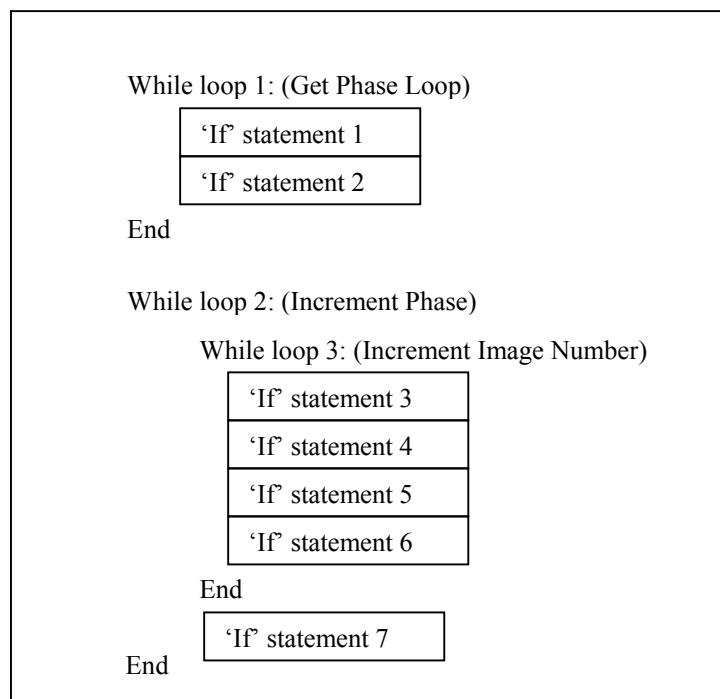 While loop 1: (Get Phase Loop)
‘If’ statement 1
‘If’ statement 2
End
While loop 2: (Increment Phase)
While loop 3: (Increment Image Number)
‘If’ statement 3
‘If’ statement 4
‘If’ statement 5
‘If’ statement 6
End
‘If’ statement 7
End